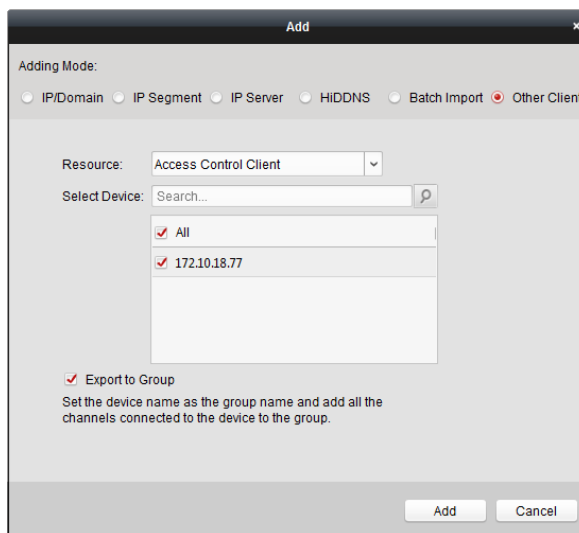 Add
Adding Mode:
IP/Domain IP Segment IP Server HiDDNS Batch Import Other Client
Resource: Access Control Client
Select Device: Search...
All
172.10.18.77
Export to Group
Set the device name as the group name and add all the
channels connected to the device to the group.
Add Cancel